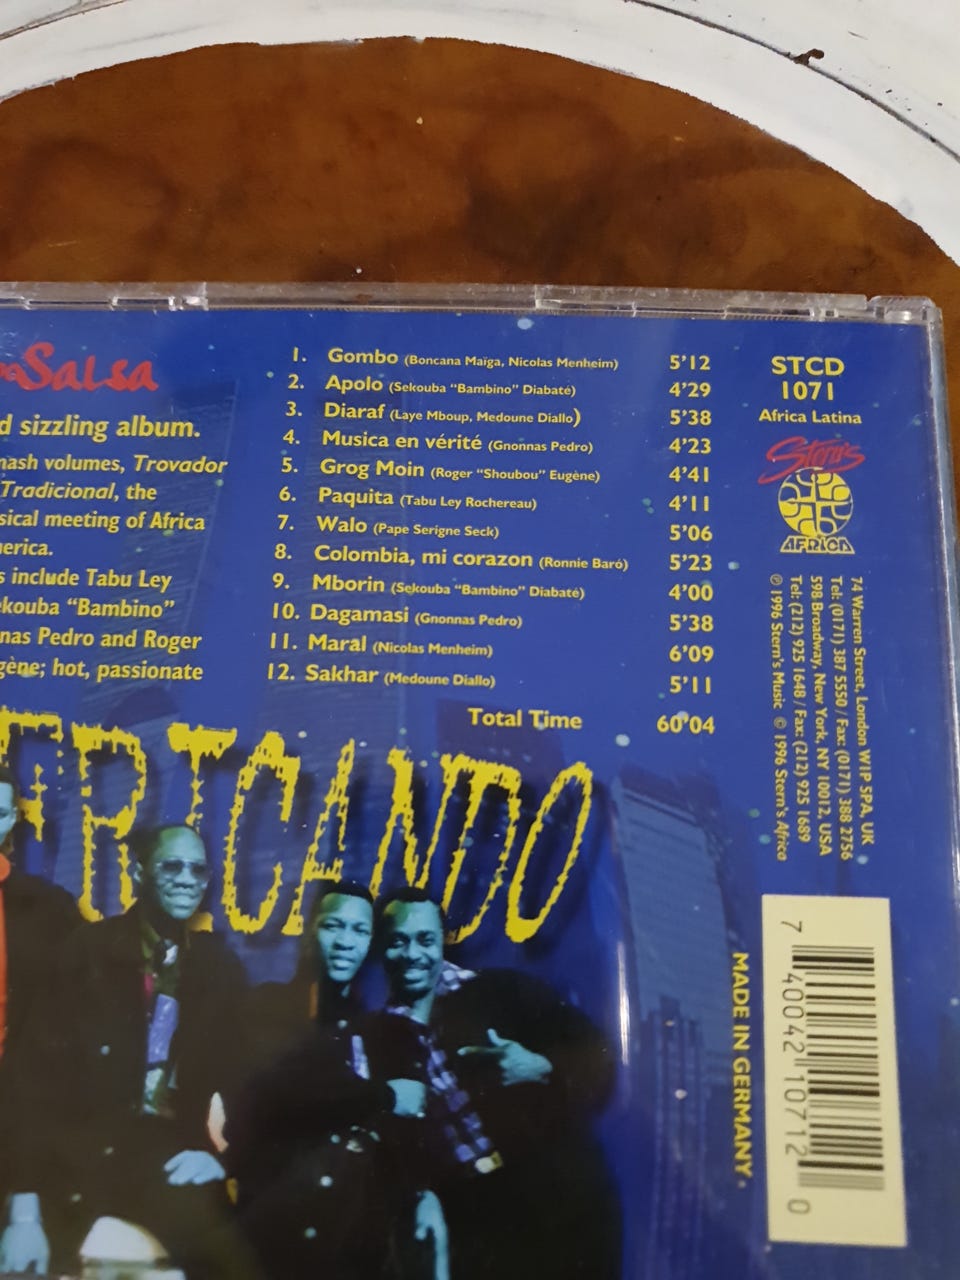 Salsa
sizzling album.
volumes, Trovador
Tradicional, the
meeting of Africa
include Tabu Ley
"Bambino"
Pedro and Roger
hot, passionate
1. Gombo (Boncana Maïga, Nicolas Menheim) 5'12
2. Apolo (Sekouba "Bambino" Diabaté) 4'29
3. Diaraf (Laye Mboup, Medoune Diallo) 5'38
4. Musica en vérité (Gnonnas Pedro) 4'23
5. Grog Moin (Roger "Shoubou" Eugène) 4'41
6. Paquita (Tabu Ley Rochereau) 4'11
7. Walo (Pape Serigne Seck) 5'06
8. Colombia, mi corazon (Ronnie Baró) 5'23
9. Mborin (Sekouba "Bambino" Diabaté) 4'00
10. Dagamasi (Gnonnas Pedro) 5'38
11. Maral (Nicolas Menheim) 6'09
12. Sakhar (Medoune Diallo) 5'11
Total Time 60'04
STCD
1071
Africa Latina
Stern's
AFRICA
74 Warren Street, London W1P 5PA, UK
Tel: (0171) 387 5550 / Fax: (0171) 388 2756
598 Broadway, New York, NY 10012, USA
Tel: (212) 925 1648 / Fax: (212) 925 1689
℗ 1996 Stern's Music © 1996 Stern's Africa
FRICANDO
MADE IN GERMANY
7 40042 10712 0